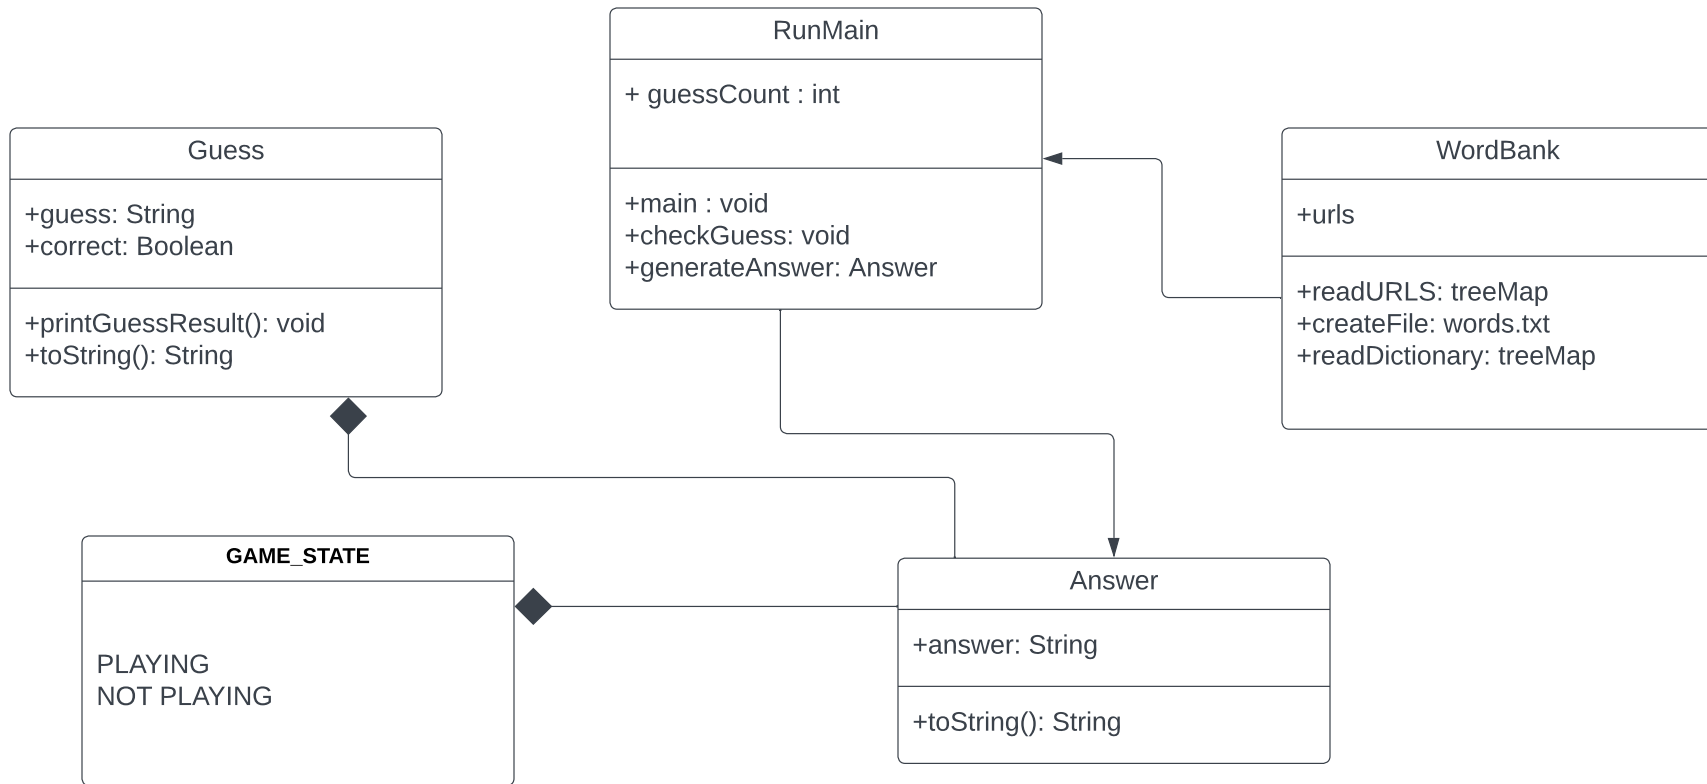 RunMain
+ guessCount : int
+main : void
+checkGuess: void
+generateAnswer: Answer
Guess
+guess: String
+correct: Boolean
+printGuessResult(): void
+toString(): String
WordBank
+urls
+readURLS: treeMap
+createFile: words.txt
+readDictionary: treeMap
GAME_STATE
PLAYING
NOT PLAYING
Answer
+answer: String
+toString(): String